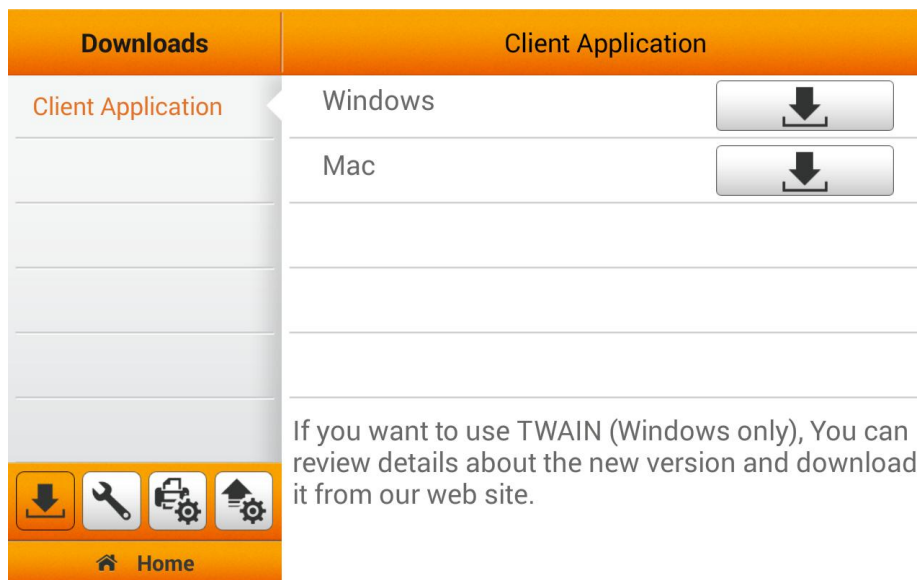 Downloads
Client Application
Client Application
Windows
Mac
If you want to use TWAIN (Windows only), You can
review details about the new version and download
it from our web site.
Home